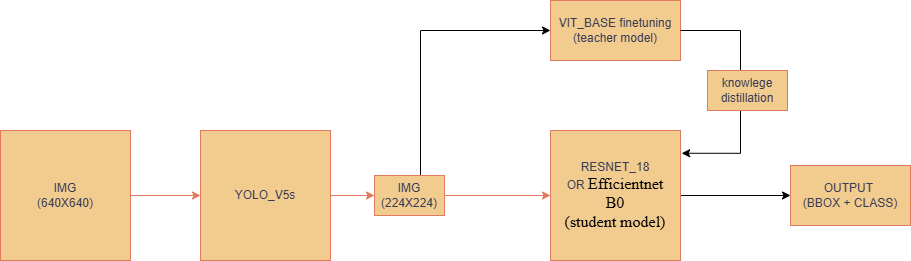 VIT_BASE finetuning
(teacher model)
knowlege
distillation
IMG
(640X640)
YOLO_V5s
IMG
(224X224)
RESNET_18
OR Efficientnet
B0
(student model)
OUTPUT
(BBOX + CLASS)